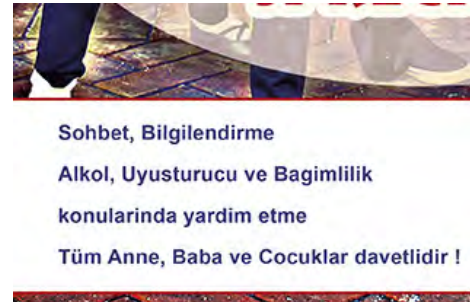 Sohbet, Bilgilendirme
Alkol, Uyusturucu ve Bagimlilik
konularinda yardim etme
Tüm Anne, Baba ve Cocuklar davetlidir !